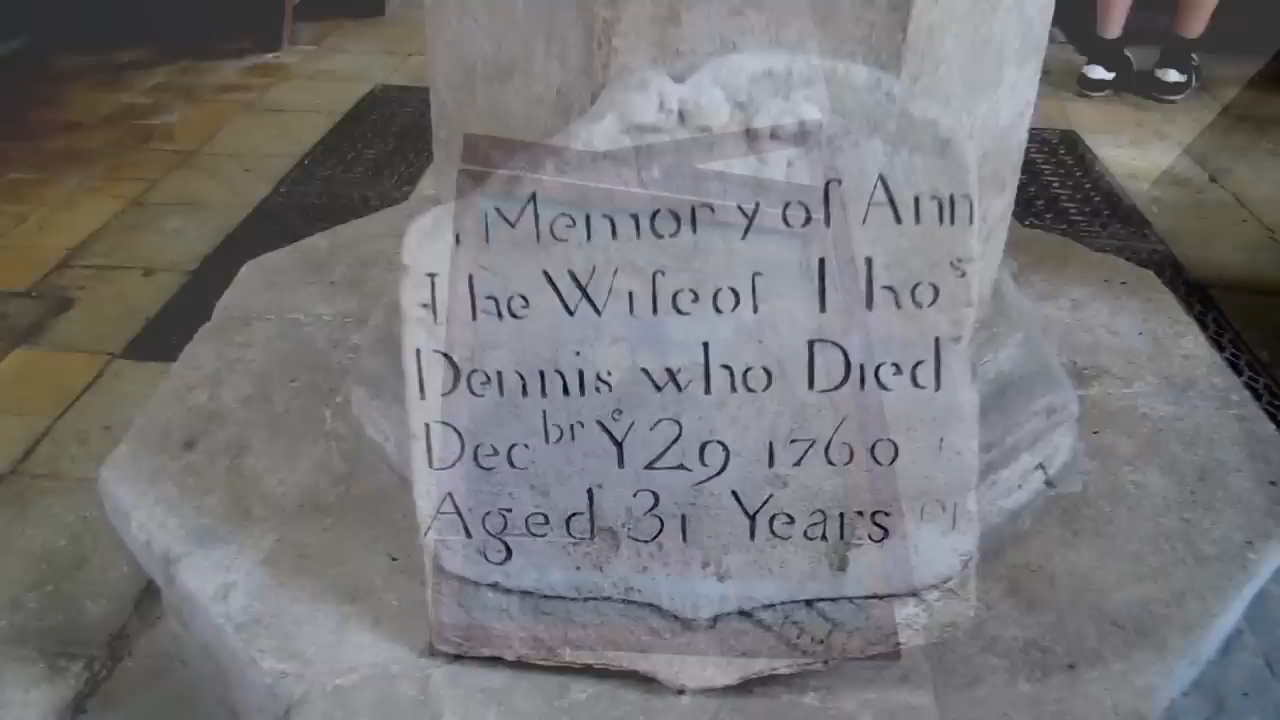 Memory of Ann
The Wife of Thoˢ
Dennis who Died
Decᵇʳ Yᵉ 29 1760
Aged 31 Years